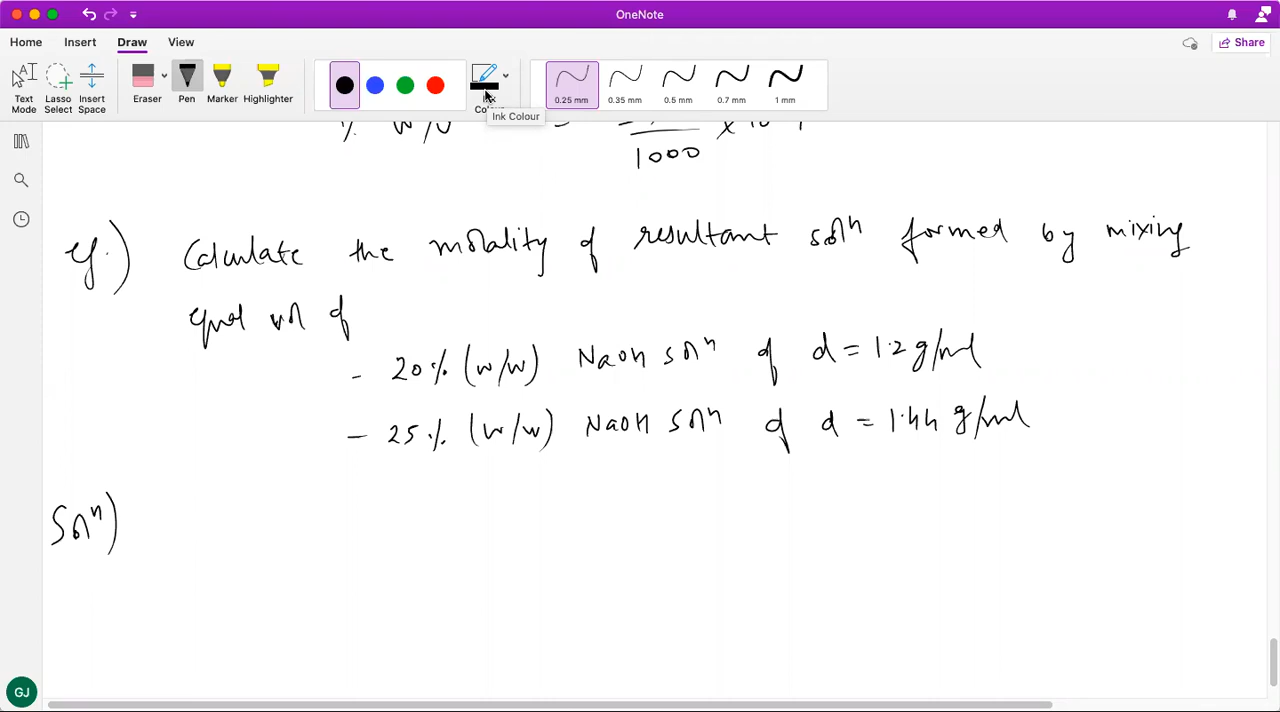 OneNote
Home Insert Draw View
Share
Text Mode
Lasso Select
Insert Space
Eraser
Pen
Marker
Highlighter
Ink Colour
0.25 mm
0.35 mm
0.5 mm
0.7 mm
1 mm
Ink Colour
% w/v =
1000
eg.) Calculate the molality of resultant solⁿ formed by mixing
equal vol of
- 20% (w/w) NaOH solⁿ of d = 1.2 g/ml
- 25% (w/w) NaOH solⁿ of d = 1.44 g/ml
Solⁿ)
GJ